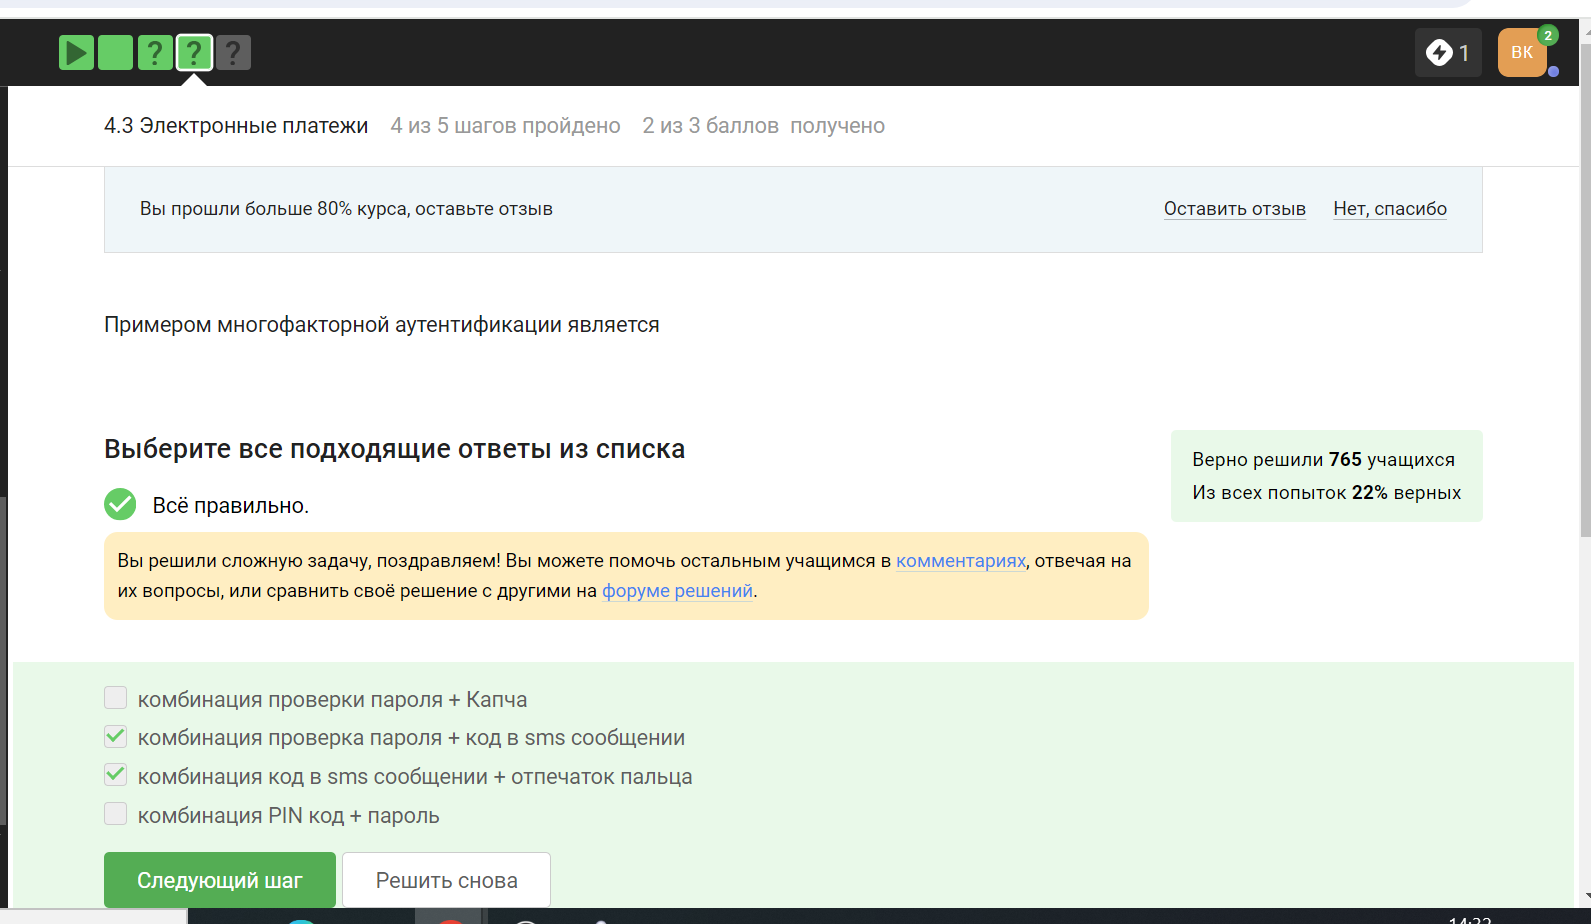 ? ? ?
1
ВК
2
4.3 Электронные платежи 4 из 5 шагов пройдено 2 из 3 баллов получено
Вы прошли больше 80% курса, оставьте отзыв
Оставить отзыв Нет, спасибо
Примером многофакторной аутентификации является
Выберите все подходящие ответы из списка
Всё правильно.
Верно решили 765 учащихся
Из всех попыток 22% верных
Вы решили сложную задачу, поздравляем! Вы можете помочь остальным учащимся в комментариях, отвечая на
их вопросы, или сравнить своё решение с другими на форуме решений.
комбинация проверки пароля + Капча
комбинация проверка пароля + код в sms сообщении
комбинация код в sms сообщении + отпечаток пальца
комбинация PIN код + пароль
Следующий шаг
Решить снова